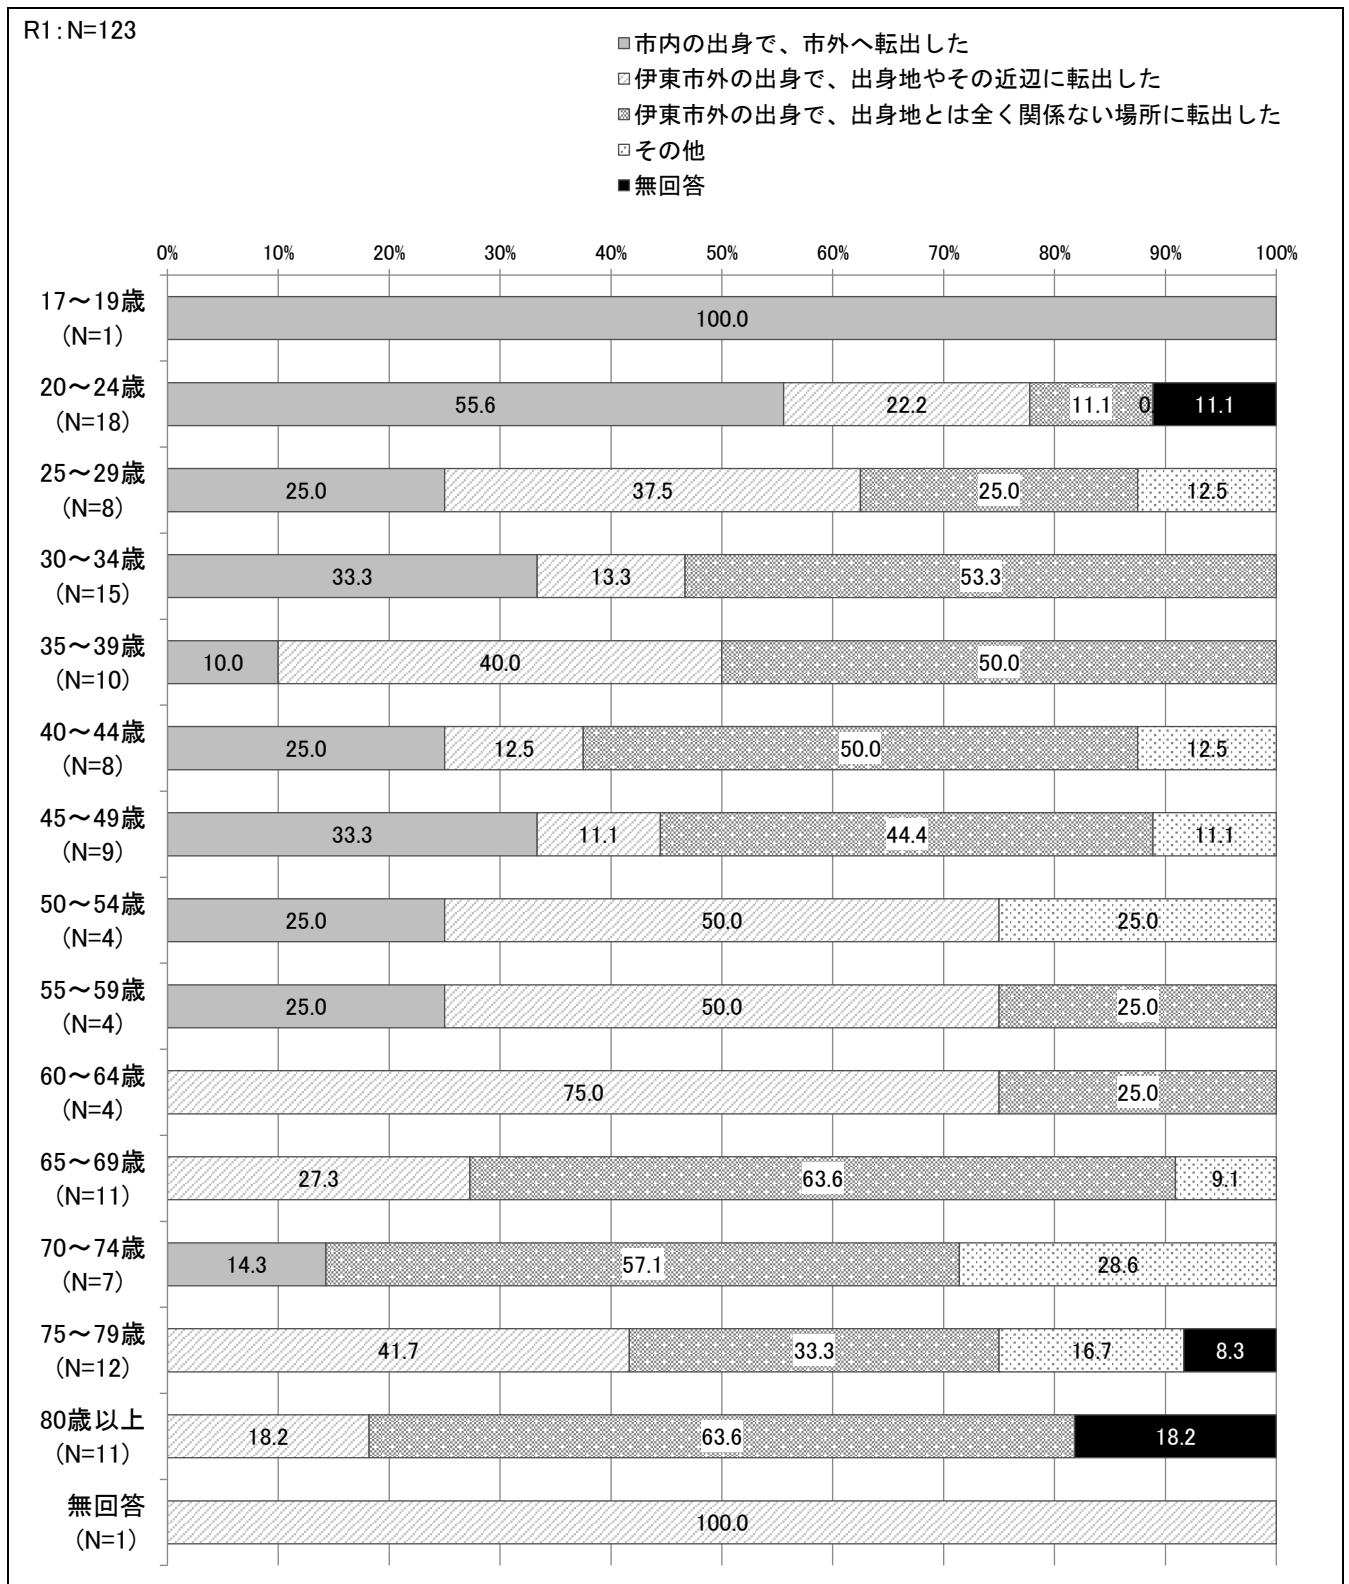 R1：N=123
市内の出身で、市外へ転出した
伊東市外の出身で、出身地やその近辺に転出した
伊東市外の出身で、出身地とは全く関係ない場所に転出した
その他
無回答
0% 10% 20% 30% 40% 50% 60% 70% 80% 90% 100%
17～19歳
（N=1）
100.0
20～24歳
（N=18）
55.6 22.2 11.1 0 11.1
25～29歳
（N=8）
25.0 37.5 25.0 12.5
30～34歳
（N=15）
33.3 13.3 53.3
35～39歳
（N=10）
10.0 40.0 50.0
40～44歳
（N=8）
25.0 12.5 50.0 12.5
45～49歳
（N=9）
33.3 11.1 44.4 11.1
50～54歳
（N=4）
25.0 50.0 25.0
55～59歳
（N=4）
25.0 50.0 25.0
60～64歳
（N=4）
75.0 25.0
65～69歳
（N=11）
27.3 63.6 9.1
70～74歳
（N=7）
14.3 57.1 28.6
75～79歳
（N=12）
41.7 33.3 16.7 8.3
80歳以上
（N=11）
18.2 63.6 18.2
無回答
（N=1）
100.0